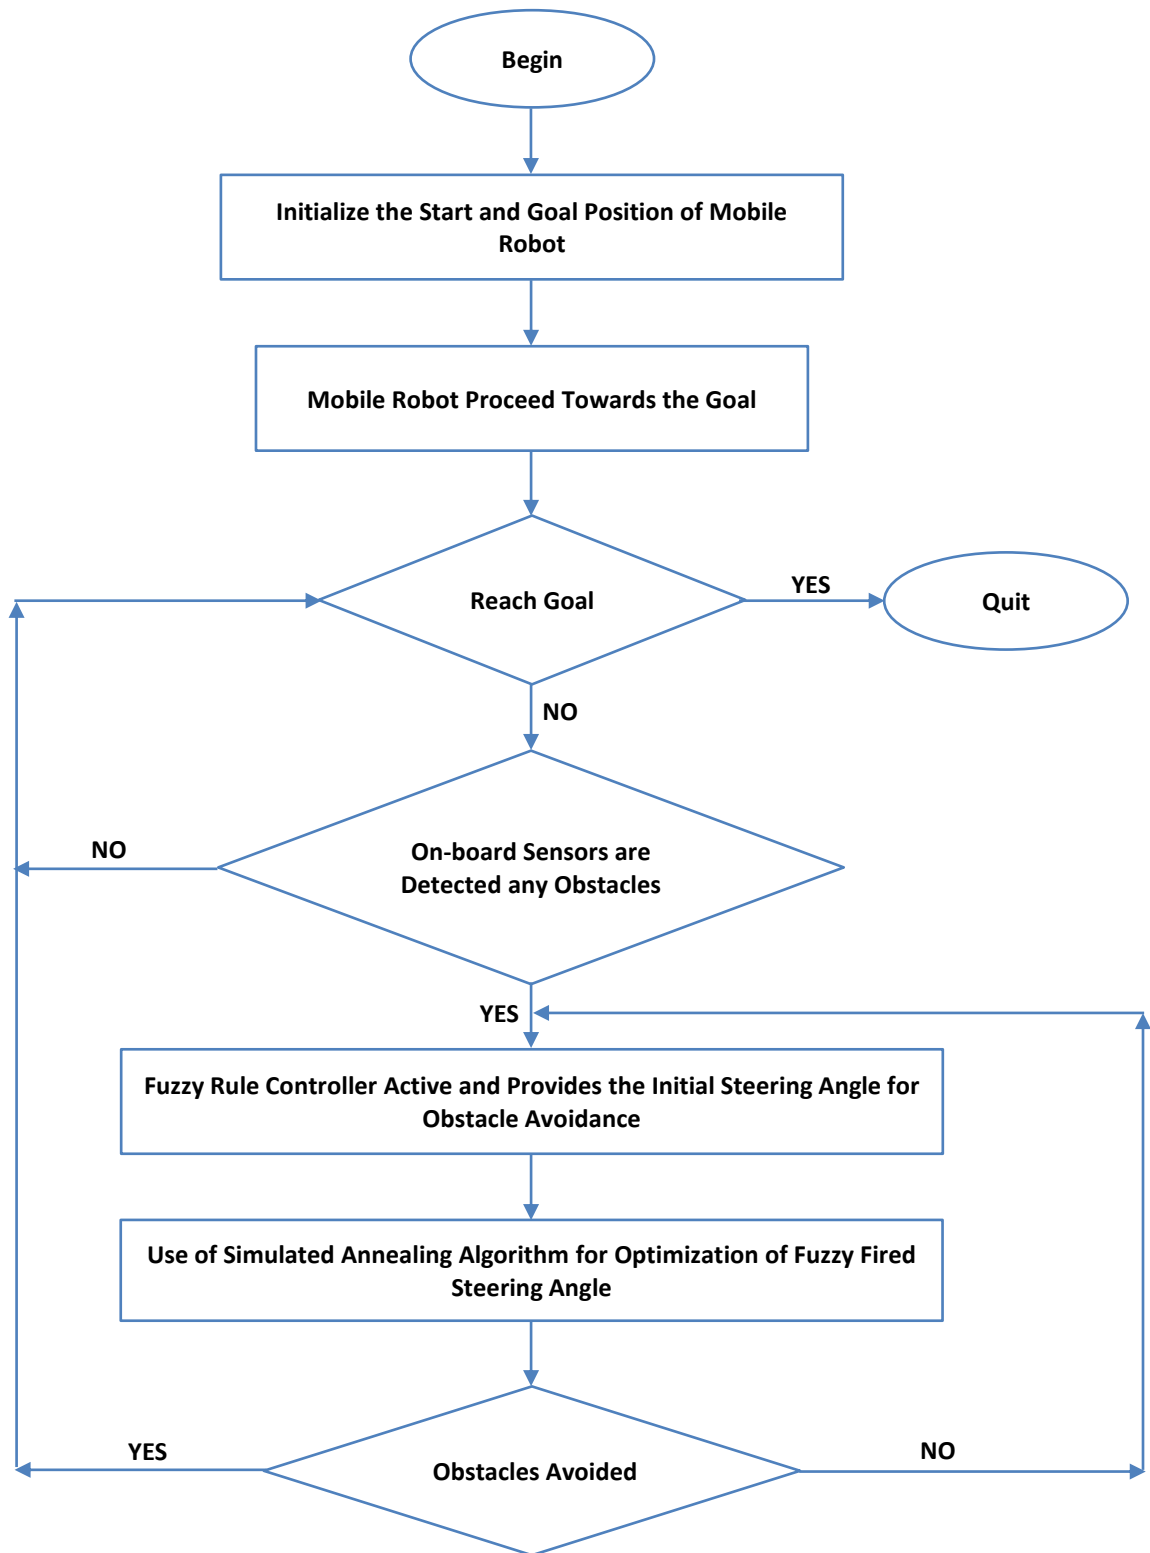 Begin
Initialize the Start and Goal Position of Mobile
Robot
Mobile Robot Proceed Towards the Goal
Reach Goal
YES
Quit
NO
NO
On-board Sensors are
Detected any Obstacles
YES
Fuzzy Rule Controller Active and Provides the Initial Steering Angle for
Obstacle Avoidance
Use of Simulated Annealing Algorithm for Optimization of Fuzzy Fired
Steering Angle
YES
Obstacles Avoided
NO